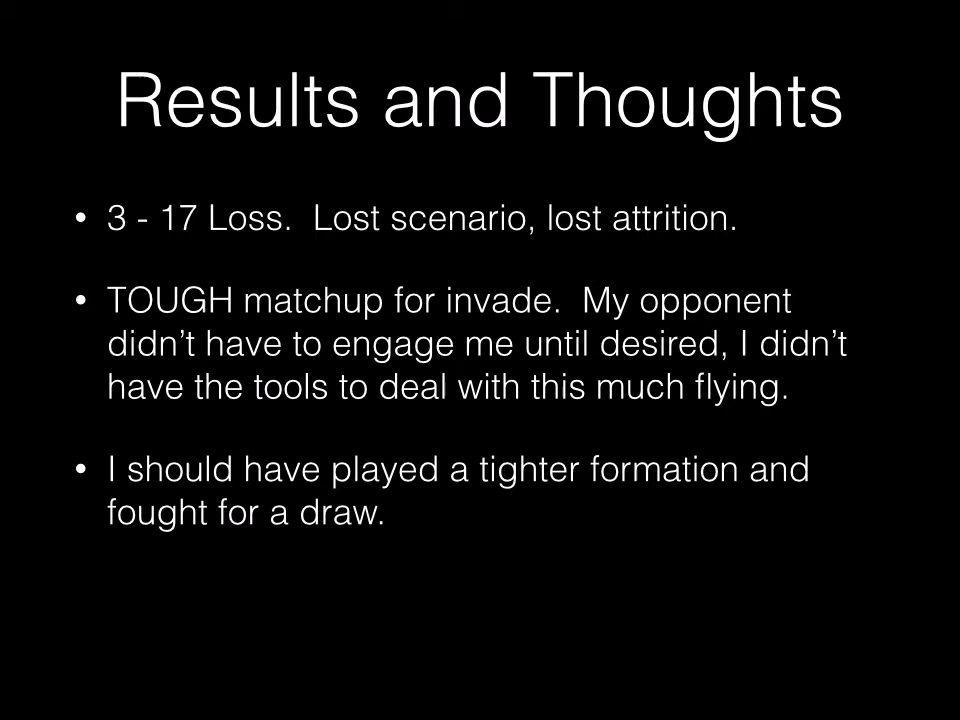 Results and Thoughts
• 3 - 17 Loss.  Lost scenario, lost attrition.
• TOUGH matchup for invade.  My opponent
didn’t have to engage me until desired, I didn’t
have the tools to deal with this much flying.
• I should have played a tighter formation and
fought for a draw.